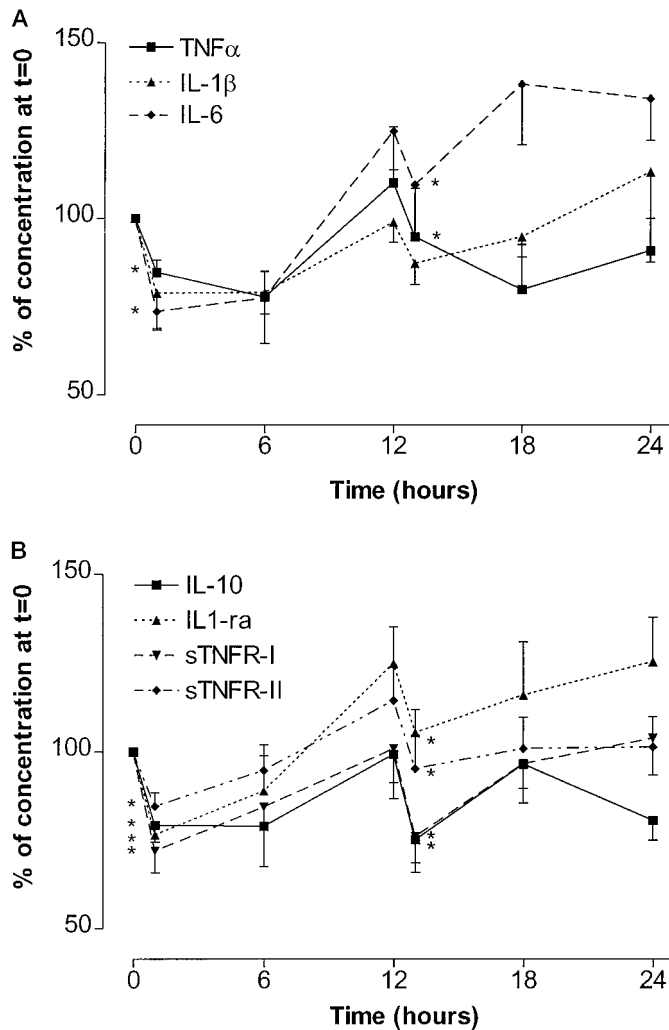 A
150
100
50
% of concentration at t=0
TNFα
IL-1β
IL-6
*
*
*
*
0 6 12 18 24
Time (hours)
B
150
100
50
% of concentration at t=0
IL-10
IL1-ra
sTNFR-I
sTNFR-II
*
*
*
*
*
*
*
*
0 6 12 18 24
Time (hours)